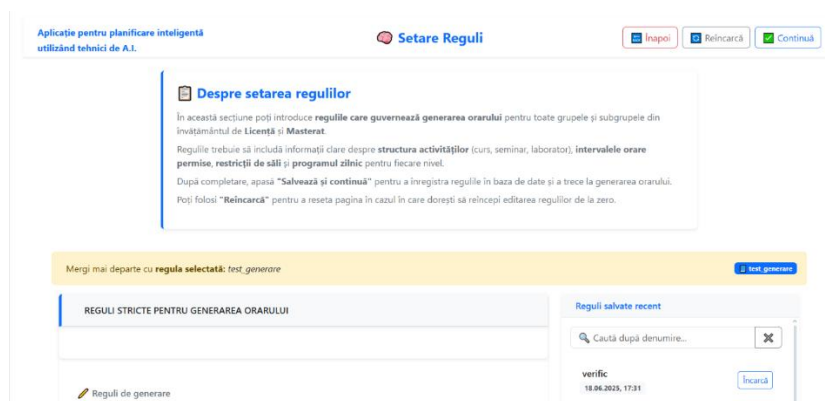 Aplicație pentru planificare inteligentă
utilizând tehnici de A.I.
Setare Reguli
Înapoi
Reîncarcă
Continuă
Despre setarea regulilor
În această secțiune poți introduce regulile care guvernează generarea orarului pentru toate grupele și subgrupele din
învățământul de Licență și Masterat.
Regulile trebuie să includă informații clare despre structura activităților (curs, seminar, laborator), intervalele orare
permise, restricții de săli și programul zilnic pentru fiecare nivel.
După completare, apasă "Salvează și continuă" pentru a înregistra regulile în baza de date și a trece la generarea orarului.
Poți folosi "Reîncarcă" pentru a reseta pagina în cazul în care dorești să reîncepi editarea regulilor de la zero.
Mergi mai departe cu regula selectată: test_generare
test_generare
REGULI STRICTE PENTRU GENERAREA ORARULUI
Reguli salvate recent
Caută după denumire...
verific
18.06.2025, 17:31
Încarcă
Reguli de generare